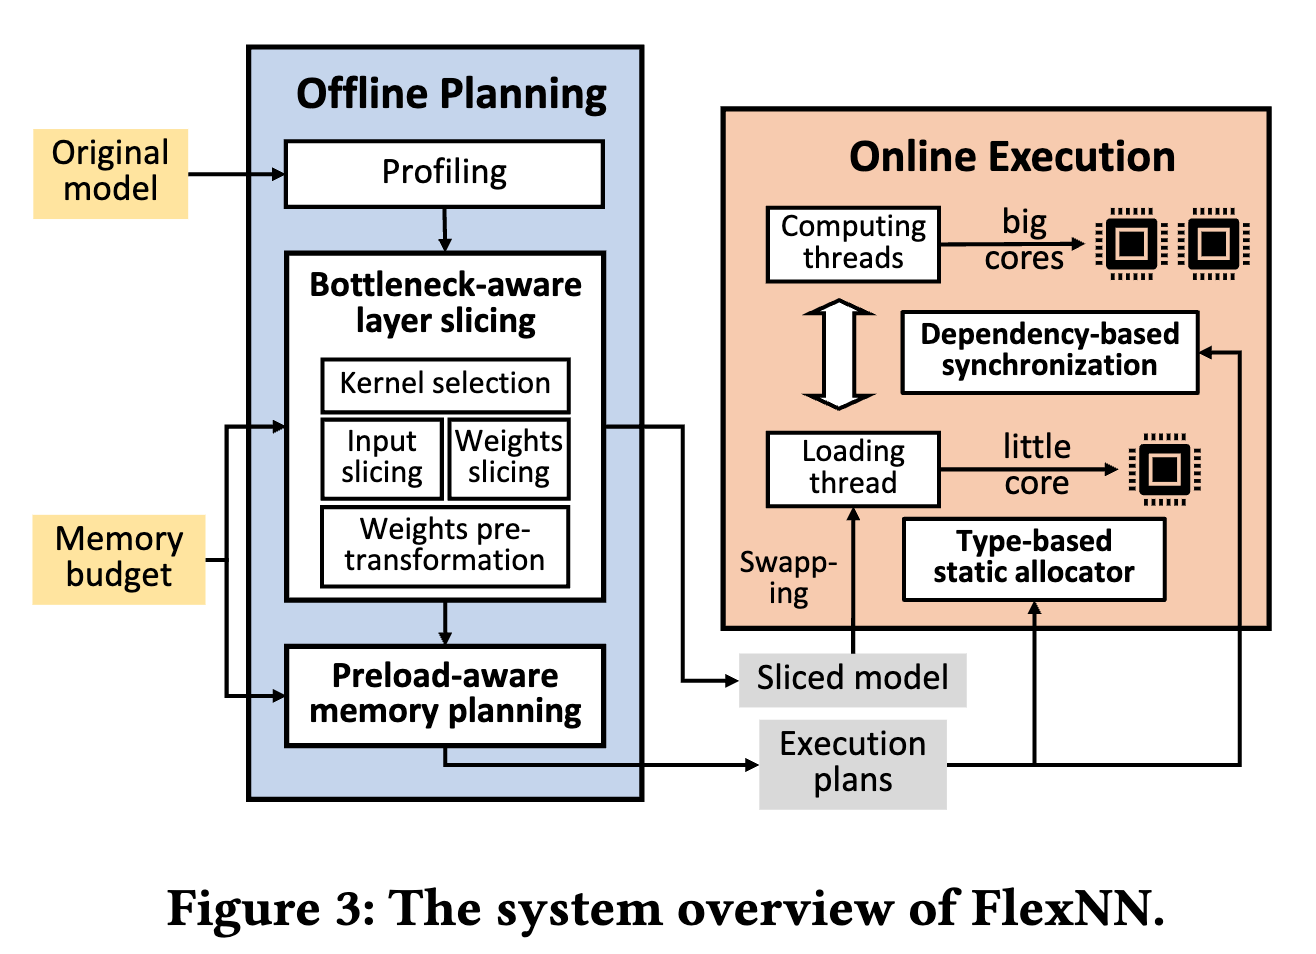 Offline Planning
Original
model
Profiling
Bottleneck-aware
layer slicing
Kernel selection
Input
slicing
Weights
slicing
Weights pre-
transformation
Memory
budget
Preload-aware
memory planning
Online Execution
Computing
threads
big
cores
Dependency-based
synchronization
Loading
thread
little
core
Swapp-
ing
Type-based
static allocator
Sliced model
Execution
plans
Figure 3: The system overview of FlexNN.